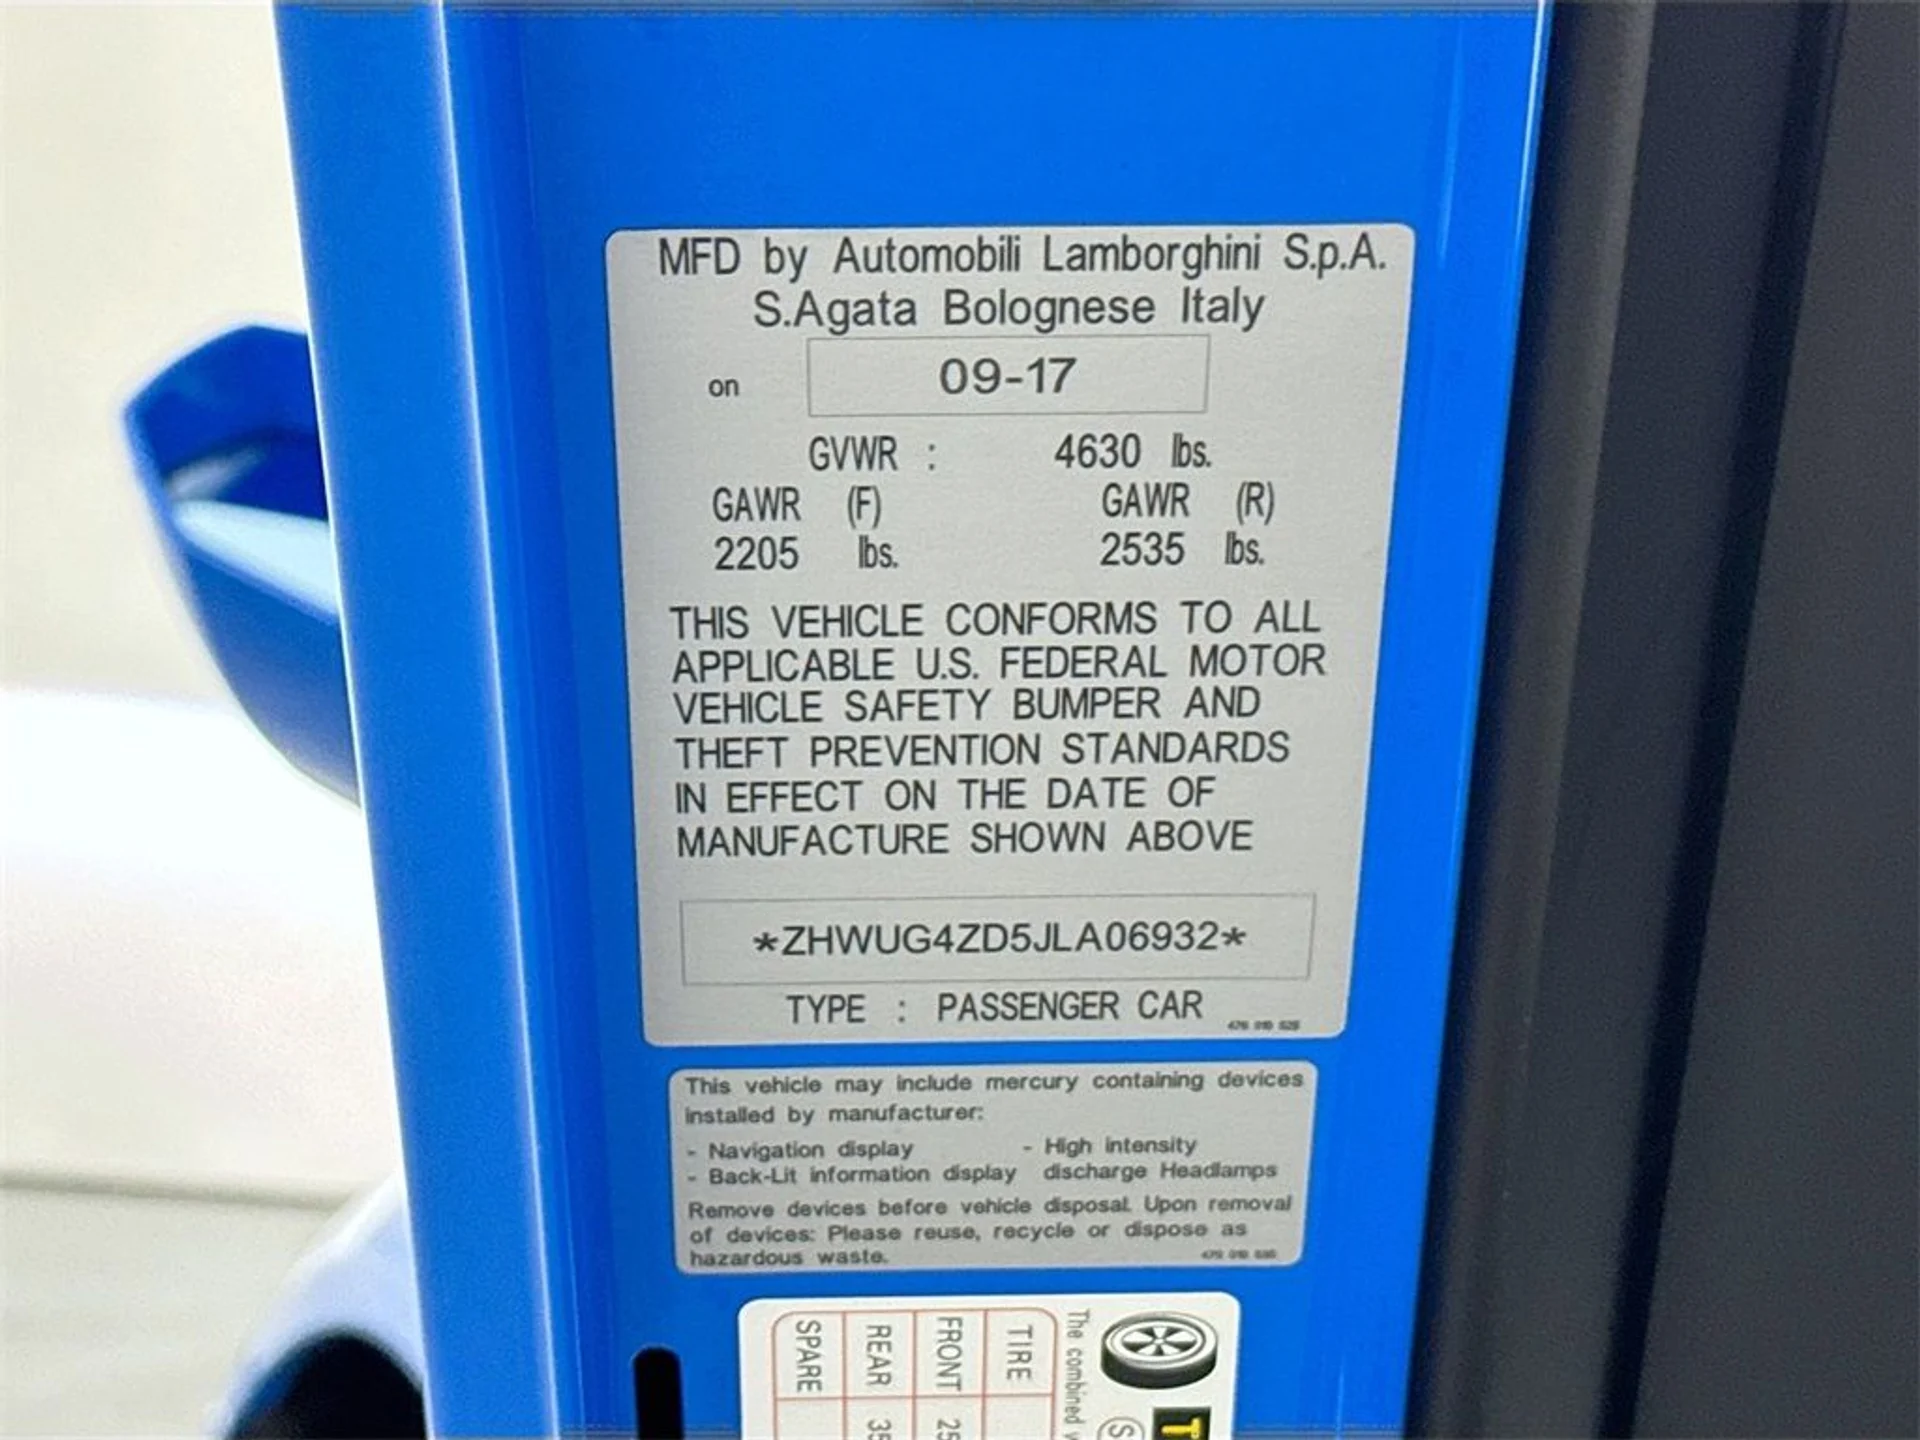 MFD by Automobili Lamborghini S.p.A.
S.Agata Bolognese Italy
on 09-17
GVWR : 4630 lbs.
GAWR (F) GAWR (R)
2205 lbs. 2535 lbs.
THIS VEHICLE CONFORMS TO ALL
APPLICABLE U.S. FEDERAL MOTOR
VEHICLE SAFETY BUMPER AND
THEFT PREVENTION STANDARDS
IN EFFECT ON THE DATE OF
MANUFACTURE SHOWN ABOVE
*ZHWUG4ZD5JLA06932*
TYPE : PASSENGER CAR
This vehicle may include mercury containing devices
installed by manufacturer:
- Navigation display - High intensity
- Back-Lit information display discharge Headlamps
Remove devices before vehicle disposal. Upon removal
of devices: Please reuse, recycle or dispose as
hazardous waste.
The combined
TIRE
FRONT 25
REAR 35
SPARE